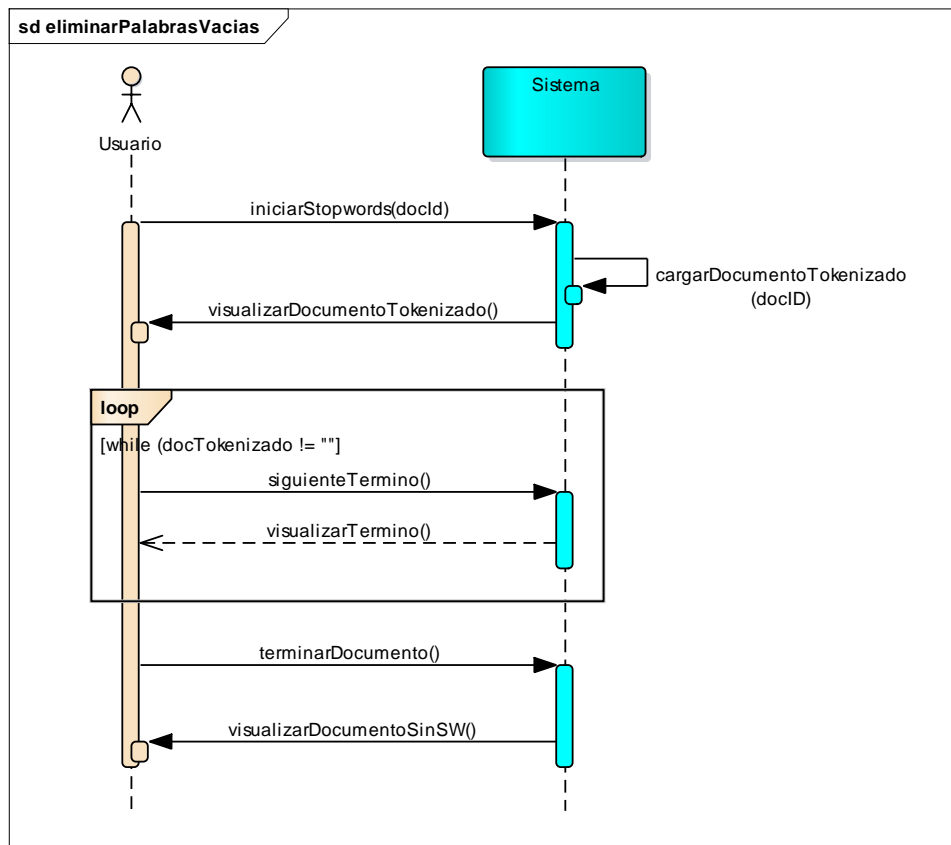 sd eliminarPalabrasVacias
Usuario
Sistema
iniciarStopwords(docId)
cargarDocumentoTokenizado
(docID)
visualizarDocumentoTokenizado()
loop
[while (docTokenizado != ""]
siguienteTermino()
visualizarTermino()
terminarDocumento()
visualizarDocumentoSinSW()